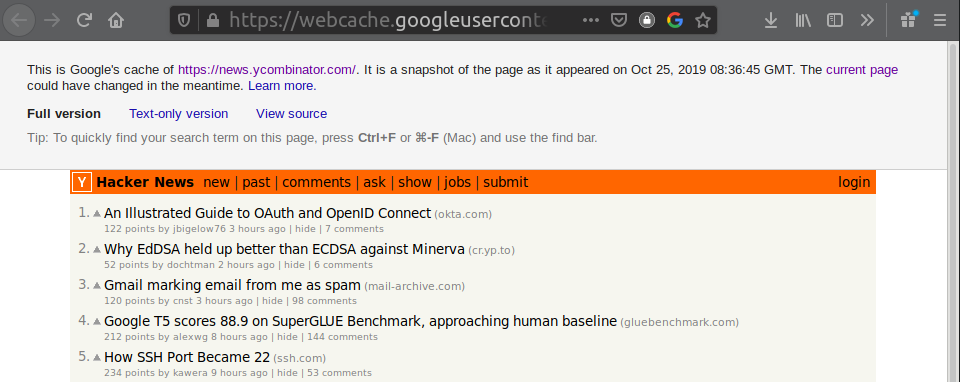 https://webcache.googleuserconte
This is Google's cache of https://news.ycombinator.com/. It is a snapshot of the page as it appeared on Oct 25, 2019 08:36:45 GMT. The current page
could have changed in the meantime. Learn more.
Full version Text-only version View source
Tip: To quickly find your search term on this page, press Ctrl+F or ⌘-F (Mac) and use the find bar.
Y Hacker News new | past | comments | ask | show | jobs | submit login
1. An Illustrated Guide to OAuth and OpenID Connect (okta.com)
122 points by jbigelow76 3 hours ago | hide | 7 comments
2. Why EdDSA held up better than ECDSA against Minerva (cr.yp.to)
52 points by dochtman 2 hours ago | hide | 6 comments
3. Gmail marking email from me as spam (mail-archive.com)
120 points by cnst 3 hours ago | hide | 98 comments
4. Google T5 scores 88.9 on SuperGLUE Benchmark, approaching human baseline (gluebenchmark.com)
212 points by alexwg 8 hours ago | hide | 144 comments
5. How SSH Port Became 22 (ssh.com)
234 points by kawera 9 hours ago | hide | 53 comments